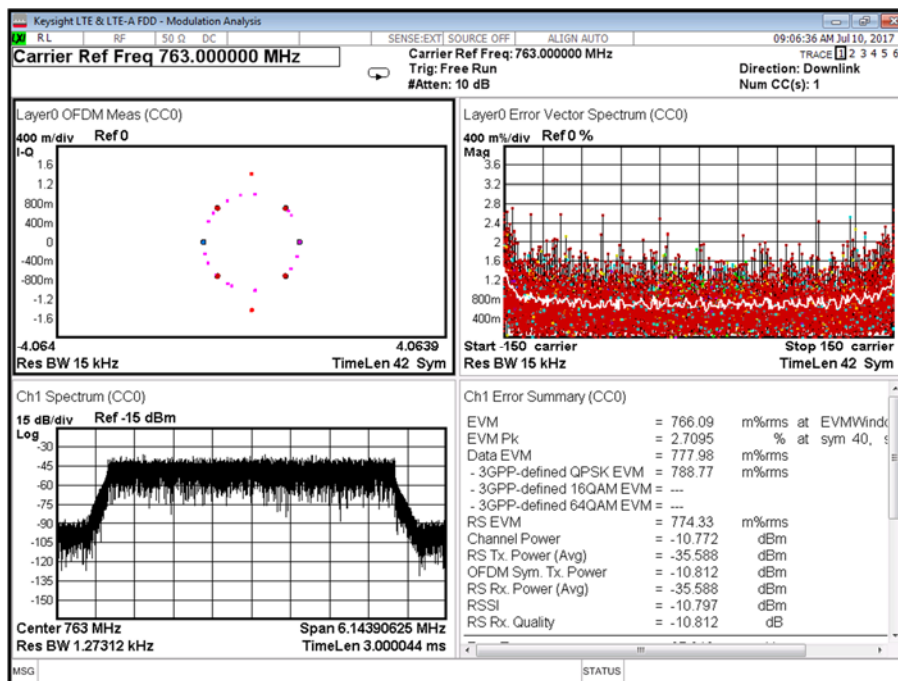 Keysight LTE & LTE-A FDD - Modulation Analysis
LXI RL RF 50 Ω DC SENSE:EXT SOURCE OFF ALIGN AUTO 09:06:36 AM Jul 10, 2017
Carrier Ref Freq 763.000000 MHz
Carrier Ref Freq: 763.000000 MHz
Trig: Free Run
#Atten: 10 dB
TRACE 1 2 3 4 5 6
Direction: Downlink
Num CC(s): 1
Layer0 OFDM Meas (CC0)
400 m/div Ref 0
I-Q
1.6
1.2
800m
400m
0
-400m
-800m
-1.2
-1.6
-4.064 4.0639
Res BW 15 kHz TimeLen 42 Sym
Layer0 Error Vector Spectrum (CC0)
400 m%/div Ref 0 %
Mag
3.6
3.2
2.8
2.4
2
1.6
1.2
800m
400m
Start -150 carrier Stop 150 carrier
Res BW 15 kHz TimeLen 42 Sym
Ch1 Spectrum (CC0)
15 dB/div Ref -15 dBm
Log
-30
-45
-60
-75
-90
-105
-120
-135
-150
Center 763 MHz Span 6.14390625 MHz
Res BW 1.27312 kHz TimeLen 3.000044 ms
Ch1 Error Summary (CC0)
EVM = 766.09 m%rms at EVMWindo
EVM Pk = 2.7095 % at sym 40, s
Data EVM = 777.98 m%rms
- 3GPP-defined QPSK EVM = 788.77 m%rms
- 3GPP-defined 16QAM EVM = ---
- 3GPP-defined 64QAM EVM = ---
RS EVM = 774.33 m%rms
Channel Power = -10.772 dBm
RS Tx. Power (Avg) = -35.588 dBm
OFDM Sym. Tx. Power = -10.812 dBm
RS Rx. Power (Avg) = -35.588 dBm
RSSI = -10.797 dBm
RS Rx. Quality = -10.812 dB
MSG STATUS